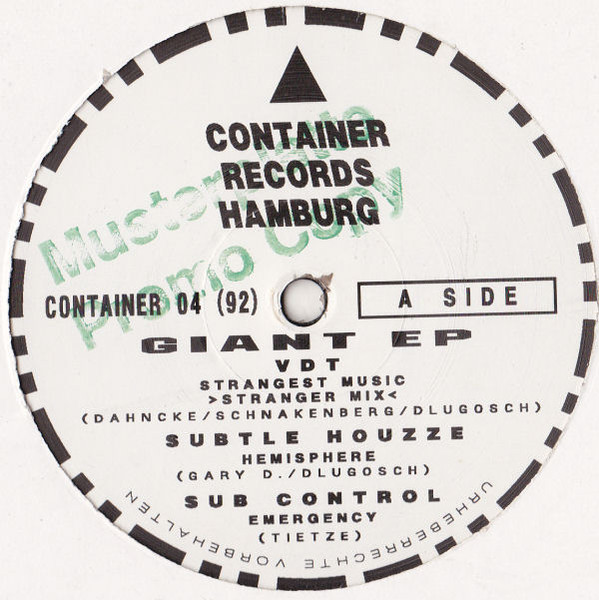 CONTAINER
RECORDS
HAMBURG
Musterplatte
Promo Copy
CONTAINER 04 (92)
A SIDE
GIANT EP
VDT
STRANGEST MUSIC
>STRANGER MIX<
(DAHNCKE/SCHNAKENBERG/DLUGOSCH)
SUBTLE HOUZZE
HEMISPHERE
(GARY D./DLUGOSCH)
SUB CONTROL
EMERGENCY
(TIETZE)
URHEBERRECHTE VORBEHALTEN